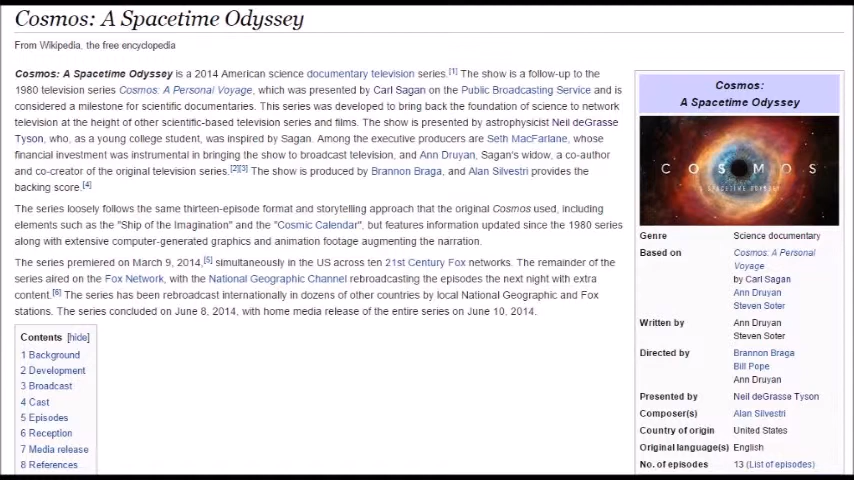 Cosmos: A Spacetime Odyssey
From Wikipedia, the free encyclopedia
Cosmos: A Spacetime Odyssey is a 2014 American science documentary television series.[1] The show is a follow-up to the
1980 television series Cosmos: A Personal Voyage, which was presented by Carl Sagan on the Public Broadcasting Service and is
considered a milestone for scientific documentaries. This series was developed to bring back the foundation of science to network
television at the height of other scientific-based television series and films. The show is presented by astrophysicist Neil deGrasse
Tyson, who, as a young college student, was inspired by Sagan. Among the executive producers are Seth MacFarlane, whose
financial investment was instrumental in bringing the show to broadcast television, and Ann Druyan, Sagan's widow, a co-author
and co-creator of the original television series.[2][3] The show is produced by Brannon Braga, and Alan Silvestri provides the
backing score.[4]
The series loosely follows the same thirteen-episode format and storytelling approach that the original Cosmos used, including
elements such as the "Ship of the Imagination" and the "Cosmic Calendar", but features information updated since the 1980 series
along with extensive computer-generated graphics and animation footage augmenting the narration.
The series premiered on March 9, 2014,[5] simultaneously in the US across ten 21st Century Fox networks. The remainder of the
series aired on the Fox Network, with the National Geographic Channel rebroadcasting the episodes the next night with extra
content.[6] The series has been rebroadcast internationally in dozens of other countries by local National Geographic and Fox
stations. The series concluded on June 8, 2014, with home media release of the entire series on June 10, 2014.
Contents [hide]
1 Background
2 Development
3 Broadcast
4 Cast
5 Episodes
6 Reception
7 Media release
8 References
Cosmos:
A Spacetime Odyssey
COSMOS
A SPACETIME ODYSSEY
Genre Science documentary
Based on Cosmos: A Personal
Voyage
by Carl Sagan
Ann Druyan
Steven Soter
Written by Ann Druyan
Steven Soter
Directed by Brannon Braga
Bill Pope
Ann Druyan
Presented by Neil deGrasse Tyson
Composer(s) Alan Silvestri
Country of origin United States
Original language(s) English
No. of episodes 13 (List of episodes)